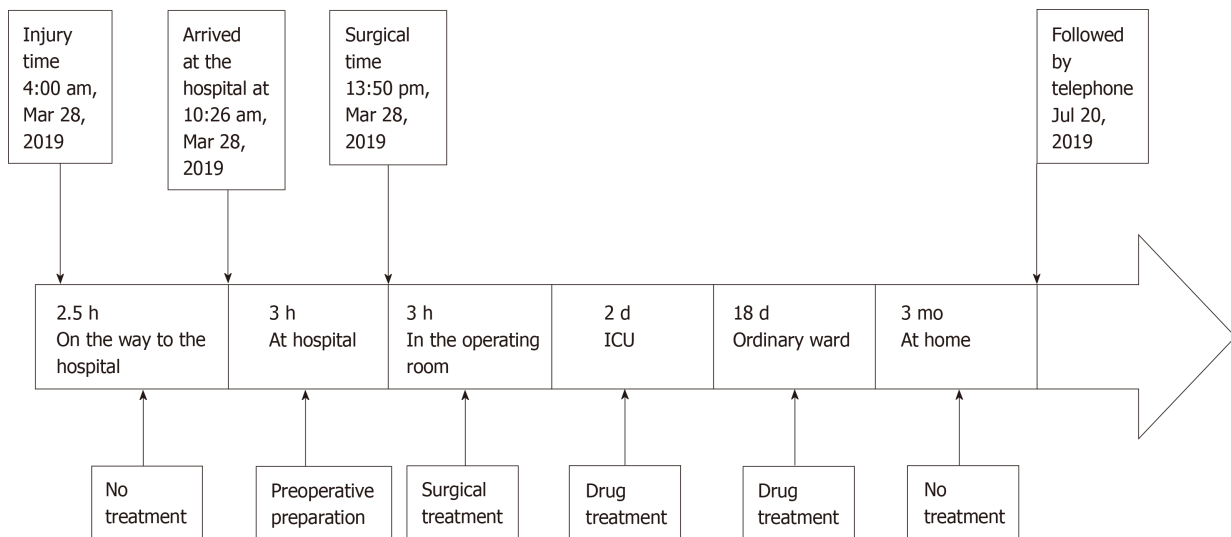 Injury
time
4:00 am,
Mar 28,
2019
Arrived
at the
hospital at
10:26 am,
Mar 28,
2019
Surgical
time
13:50 pm,
Mar 28,
2019
Followed
by
telephone
Jul 20,
2019
2.5 h
On the way to the
hospital
3 h
At hospital
3 h
In the operating
room
2 d
ICU
18 d
Ordinary ward
3 mo
At home
No
treatment
Preoperative
preparation
Surgical
treatment
Drug
treatment
Drug
treatment
No
treatment